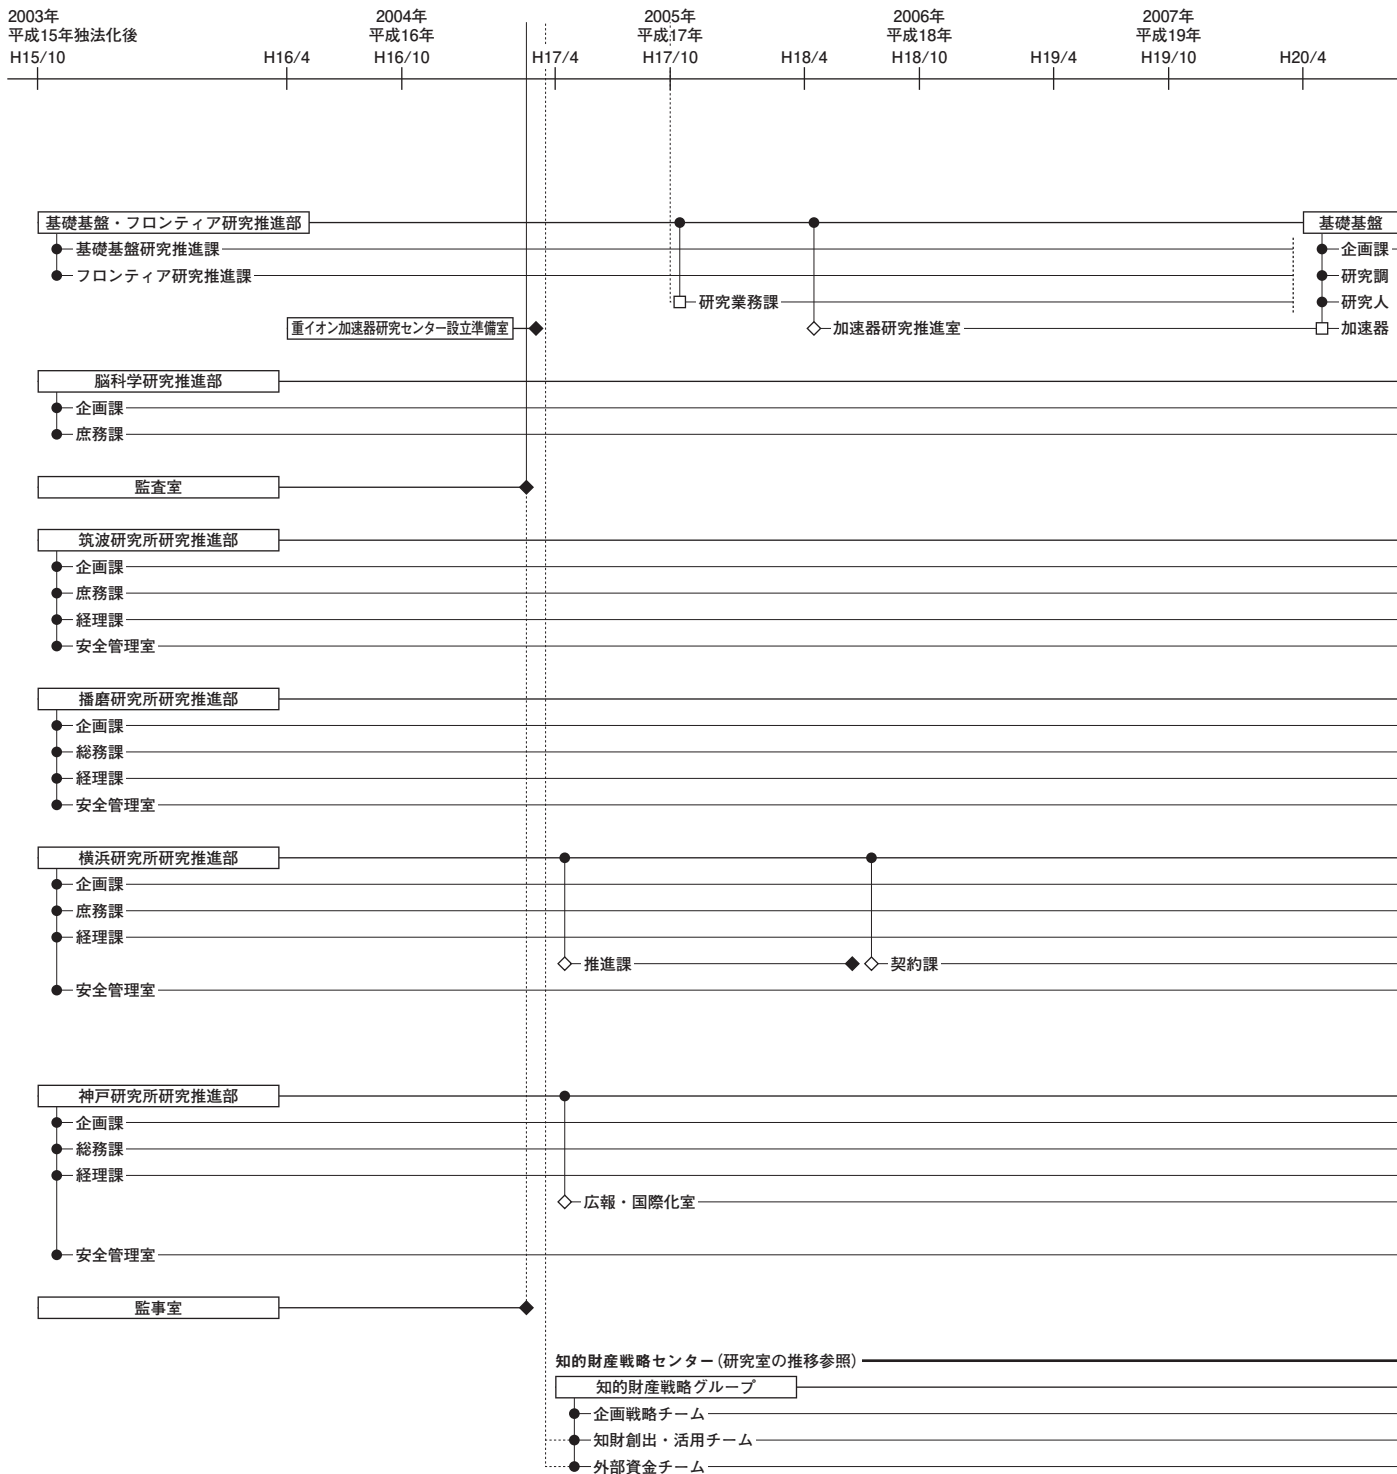 2003年 2004年 2005年 2006年 2007年
平成15年独法化後 平成16年 平成17年 平成18年 平成19年
H15/10 H16/4 H16/10 H17/4 H17/10 H18/4 H18/10 H19/4 H19/10 H20/4
基礎基盤・フロンティア研究推進部 基礎基盤
基礎基盤研究推進課 企画課
フロンティア研究推進課 研究調
研究業務課 研究人
重イオン加速器研究センター設立準備室 加速器研究推進室 加速器
脳科学研究推進部
企画課
庶務課
監査室
筑波研究所研究推進部
企画課
庶務課
経理課
安全管理室
播磨研究所研究推進部
企画課
総務課
経理課
安全管理室
横浜研究所研究推進部
企画課
庶務課
経理課
推進課 契約課
安全管理室
神戸研究所研究推進部
企画課
総務課
経理課
広報・国際化室
安全管理室
監事室
知的財産戦略センター(研究室の推移参照)
知的財産戦略グループ
企画戦略チーム
知財創出・活用チーム
外部資金チーム